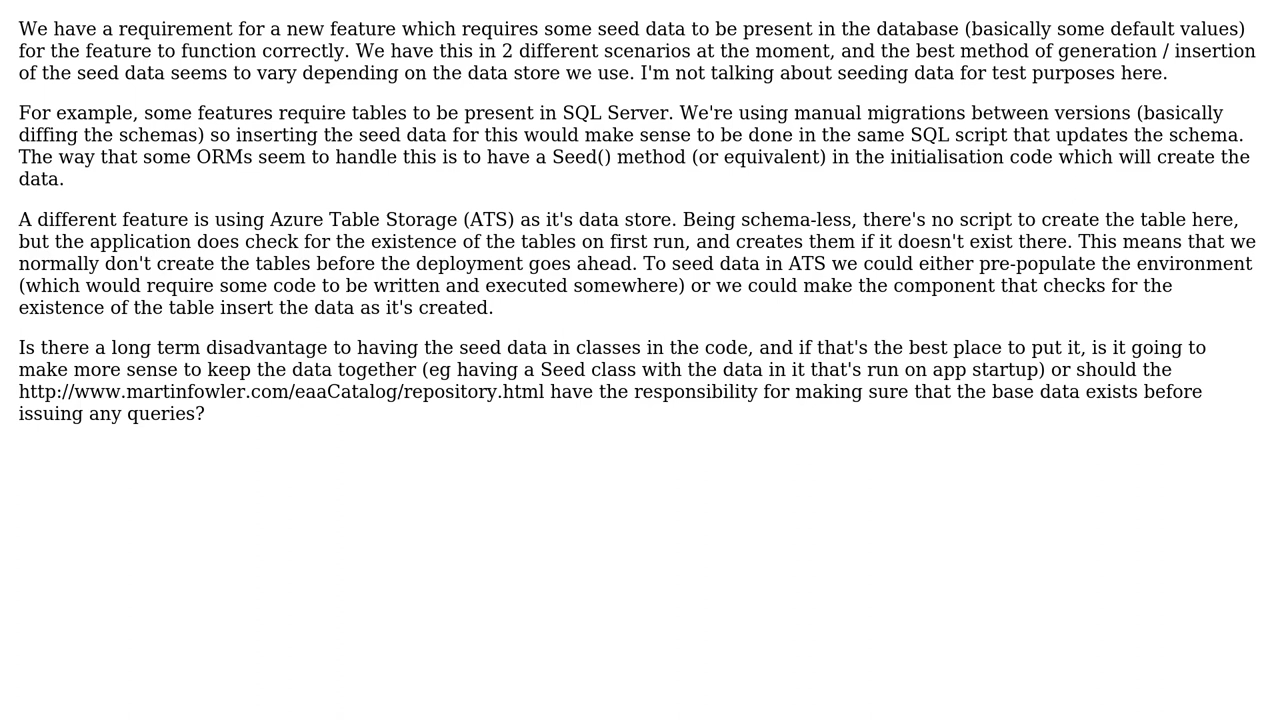 We have a requirement for a new feature which requires some seed data to be present in the database (basically some default values)
for the feature to function correctly. We have this in 2 different scenarios at the moment, and the best method of generation / insertion
of the seed data seems to vary depending on the data store we use. I'm not talking about seeding data for test purposes here.
For example, some features require tables to be present in SQL Server. We're using manual migrations between versions (basically
diffing the schemas) so inserting the seed data for this would make sense to be done in the same SQL script that updates the schema.
The way that some ORMs seem to handle this is to have a Seed() method (or equivalent) in the initialisation code which will create the
data.
A different feature is using Azure Table Storage (ATS) as it's data store. Being schema-less, there's no script to create the table here,
but the application does check for the existence of the tables on first run, and creates them if it doesn't exist there. This means that we
normally don't create the tables before the deployment goes ahead. To seed data in ATS we could either pre-populate the environment
(which would require some code to be written and executed somewhere) or we could make the component that checks for the
existence of the table insert the data as it's created.
Is there a long term disadvantage to having the seed data in classes in the code, and if that's the best place to put it, is it going to
make more sense to keep the data together (eg having a Seed class with the data in it that's run on app startup) or should the
http://www.martinfowler.com/eaaCatalog/repository.html have the responsibility for making sure that the base data exists before
issuing any queries?